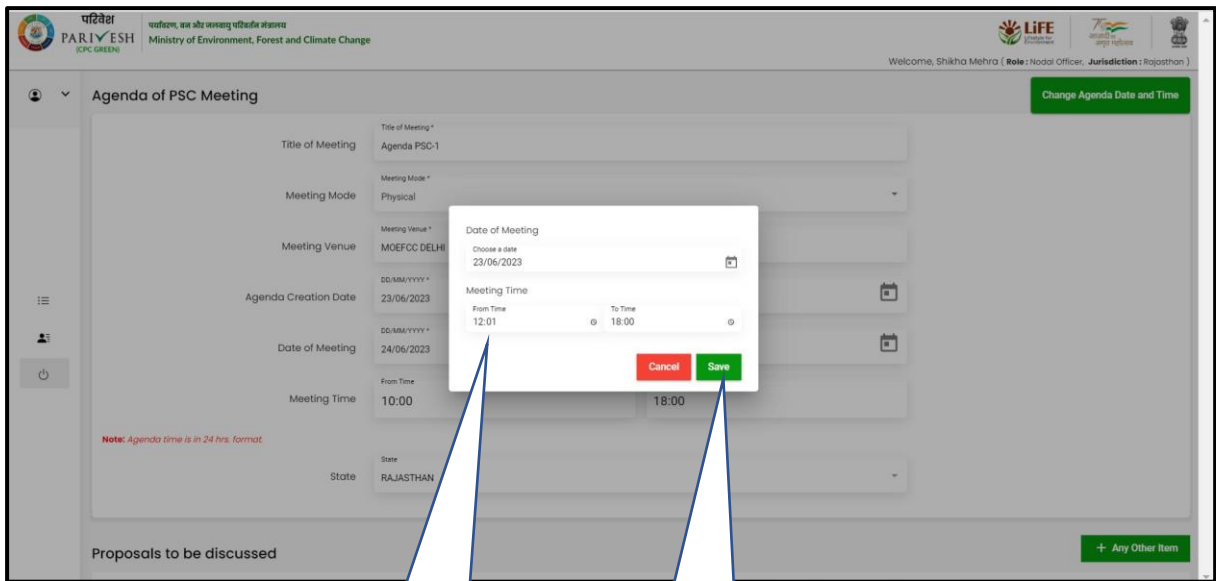 परिवेश
PARIVESH
(CPC GREEN)
पर्यावरण, वन और जलवायु परिवर्तन मंत्रालय
Ministry of Environment, Forest and Climate Change
LiFE
Lifestyle for
Environment
Welcome, Shikha Mehra ( Role : Nodal Officer, Jurisdiction : Rajasthan )
Agenda of PSC Meeting
Change Agenda Date and Time
Title of Meeting *
Title of Meeting
Agenda PSC-1
Meeting Mode *
Meeting Mode
Physical
Meeting Venue *
Meeting Venue
MOEFCC DELHI
DD/MM/YYYY *
Agenda Creation Date
23/06/2023
DD/MM/YYYY *
Date of Meeting
24/06/2023
From Time
Meeting Time
10:00
18:00
Note: Agenda time is in 24 hrs. format.
State
State
RAJASTHAN
Proposals to be discussed
+ Any Other Item
Date of Meeting
Choose a date
23/06/2023
Meeting Time
From Time
12:01
To Time
18:00
Cancel
Save